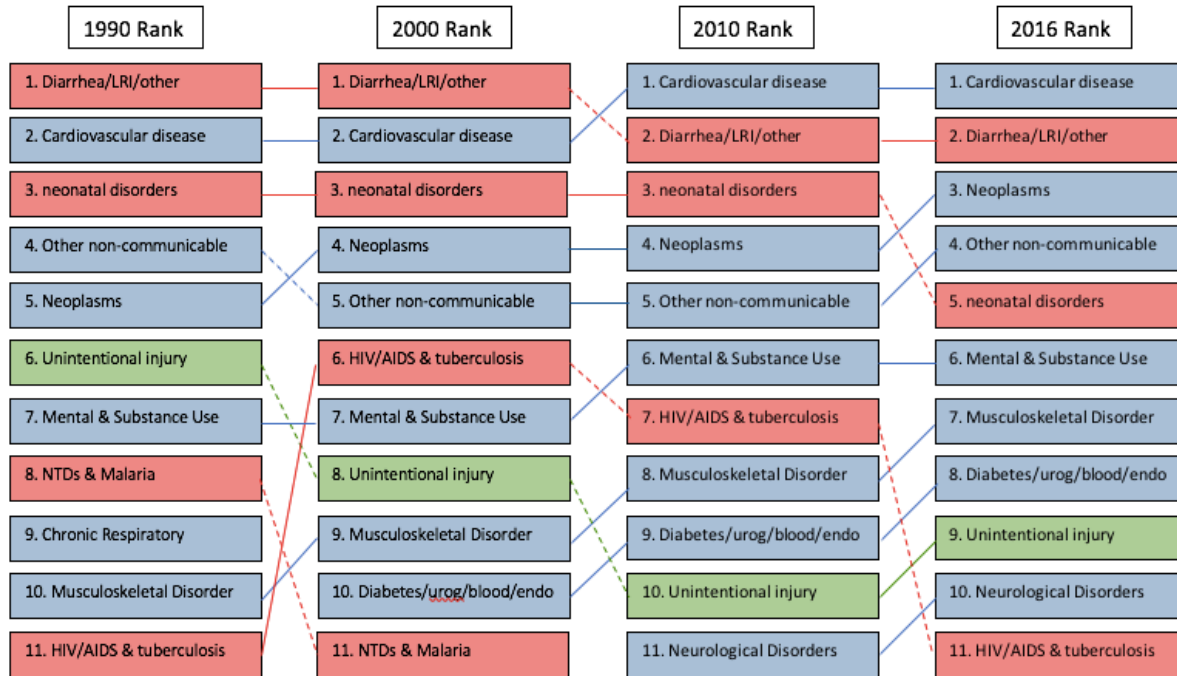 1990 Rank
2000 Rank
2010 Rank
2016 Rank
1. Diarrhea/LRI/other
1. Diarrhea/LRI/other
1. Cardiovascular disease
1. Cardiovascular disease
2. Cardiovascular disease
2. Cardiovascular disease
2. Diarrhea/LRI/other
2. Diarrhea/LRI/other
3. neonatal disorders
3. neonatal disorders
3. neonatal disorders
3. Neoplasms
4. Other non-communicable
4. Neoplasms
4. Neoplasms
4. Other non-communicable
5. Neoplasms
5. Other non-communicable
5. Other non-communicable
5. neonatal disorders
6. Unintentional injury
6. HIV/AIDS & tuberculosis
6. Mental & Substance Use
6. Mental & Substance Use
7. Mental & Substance Use
7. Mental & Substance Use
7. HIV/AIDS & tuberculosis
7. Musculoskeletal Disorder
8. NTDs & Malaria
8. Unintentional injury
8. Musculoskeletal Disorder
8. Diabetes/urog/blood/endo
9. Chronic Respiratory
9. Musculoskeletal Disorder
9. Diabetes/urog/blood/endo
9. Unintentional injury
10. Musculoskeletal Disorder
10. Diabetes/urog/blood/endo
10. Unintentional injury
10. Neurological Disorders
11. HIV/AIDS & tuberculosis
11. NTDs & Malaria
11. Neurological Disorders
11. HIV/AIDS & tuberculosis